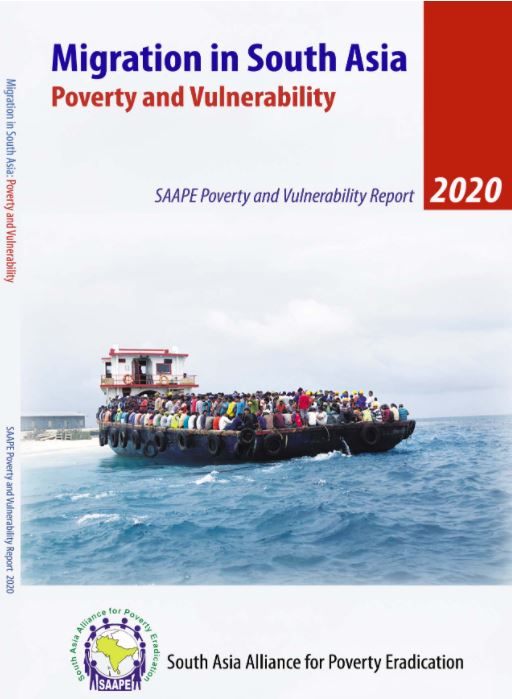 Migration in South Asia
Poverty and Vulnerability
SAAPE Poverty and Vulnerability Report
2020
Migration in South Asia: Poverty and Vulnerability
SAAPE Poverty and Vulnerability Report 2020
South Asia Alliance for Poverty Eradication
SAAPE
South Asia Alliance for Poverty Eradication